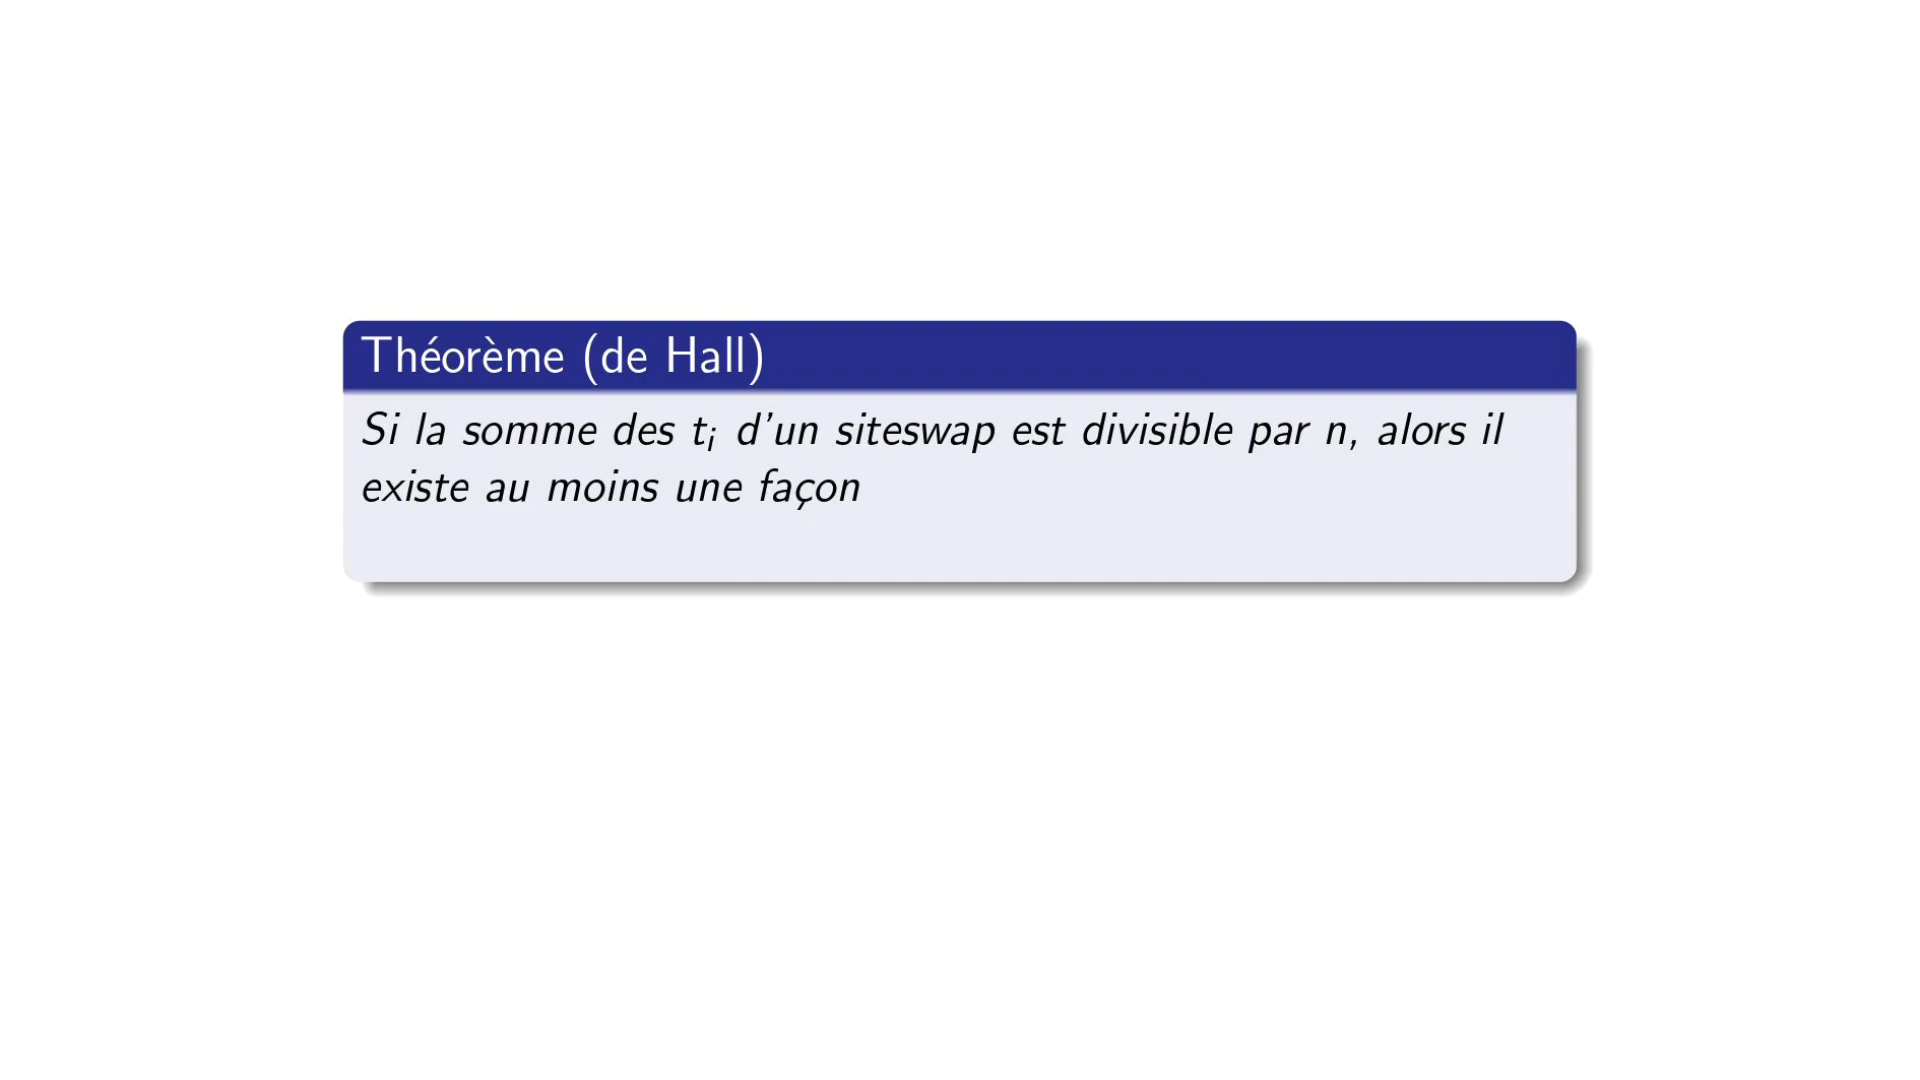 Théorème (de Hall)
Si la somme des t_i d'un siteswap est divisible par n, alors il
existe au moins une façon